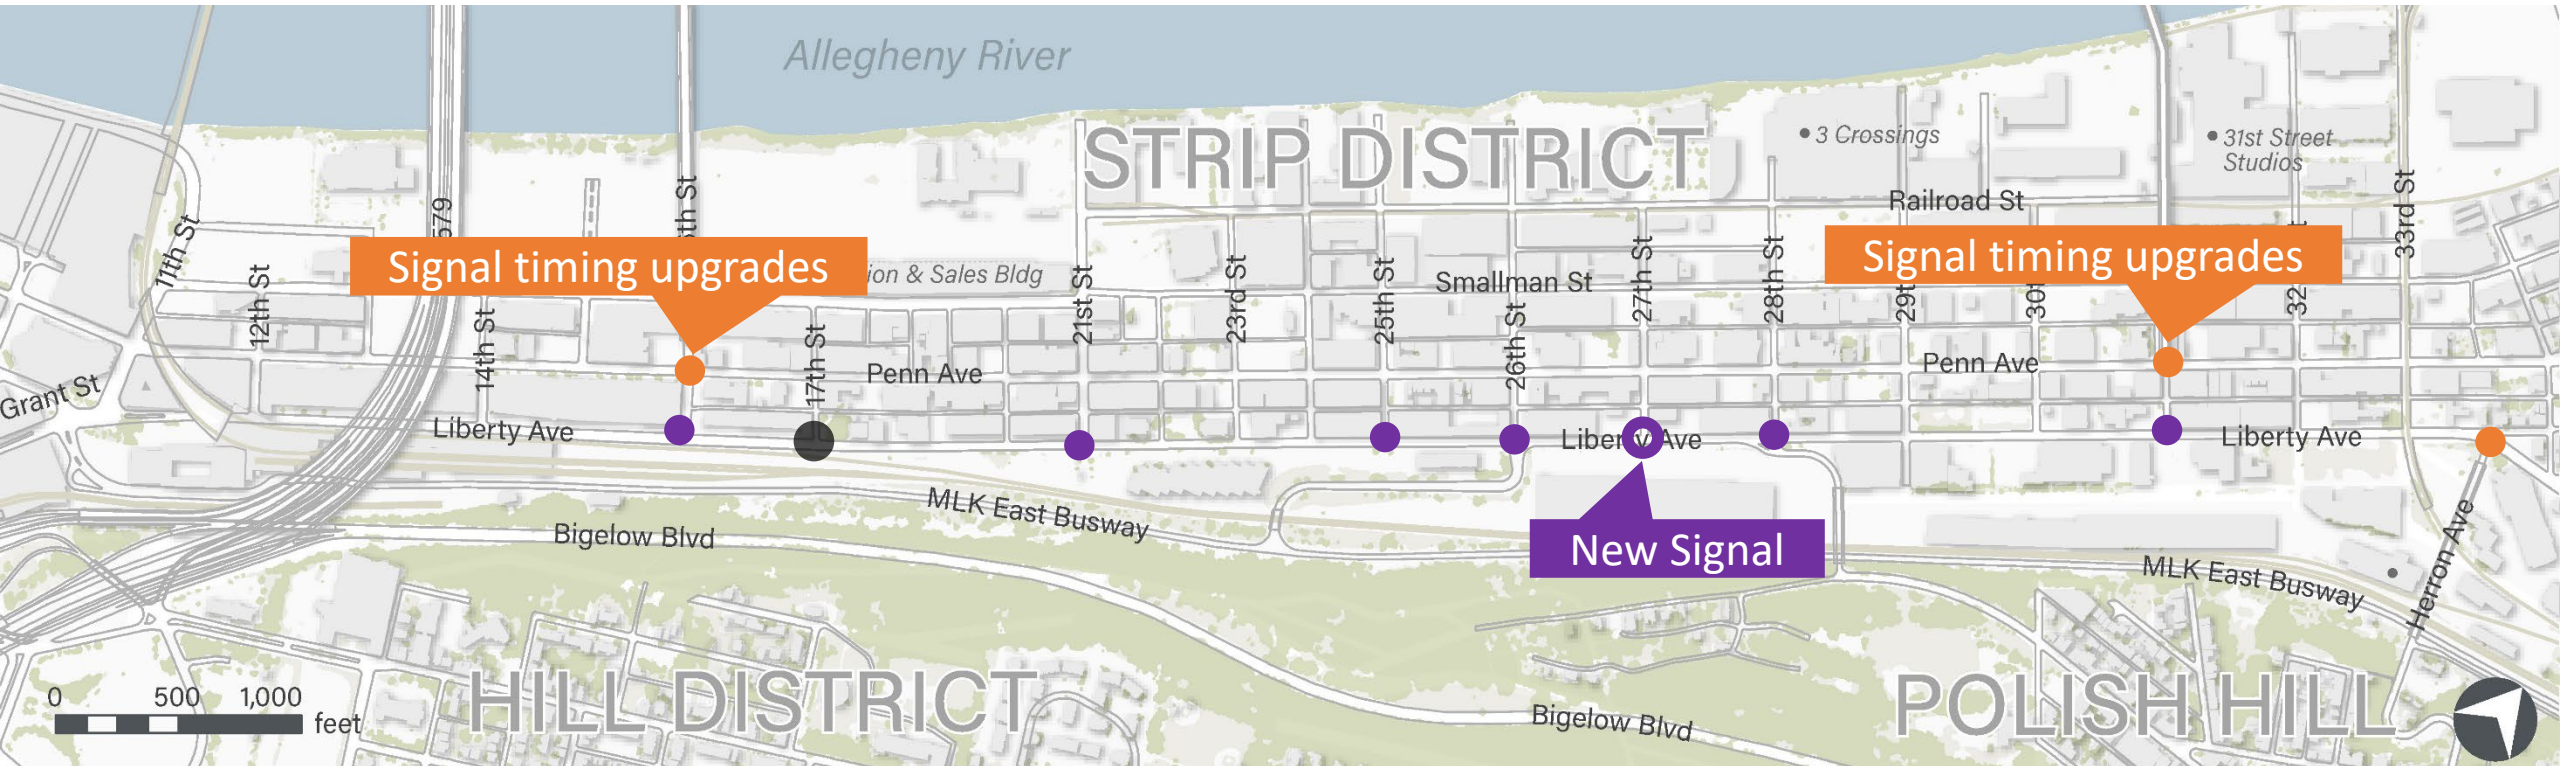 Allegheny River
STRIP DISTRICT
3 Crossings
31st Street
Studios
Railroad St
33rd St
11th St
12th St
Signal timing upgrades
Signal timing upgrades
& Sales Bldg
21st St
23rd St
25th St
Smallman St
26th St
27th St
28th St
14th St
17th St
Penn Ave
Penn Ave
Grant St
Liberty Ave
Liberty Ave
Liberty Ave
New Signal
MLK East Busway
MLK East Busway
Bigelow Blvd
Herron Ave
HILL DISTRICT
POLISH HILL
Bigelow Blvd
0 500 1,000
feet